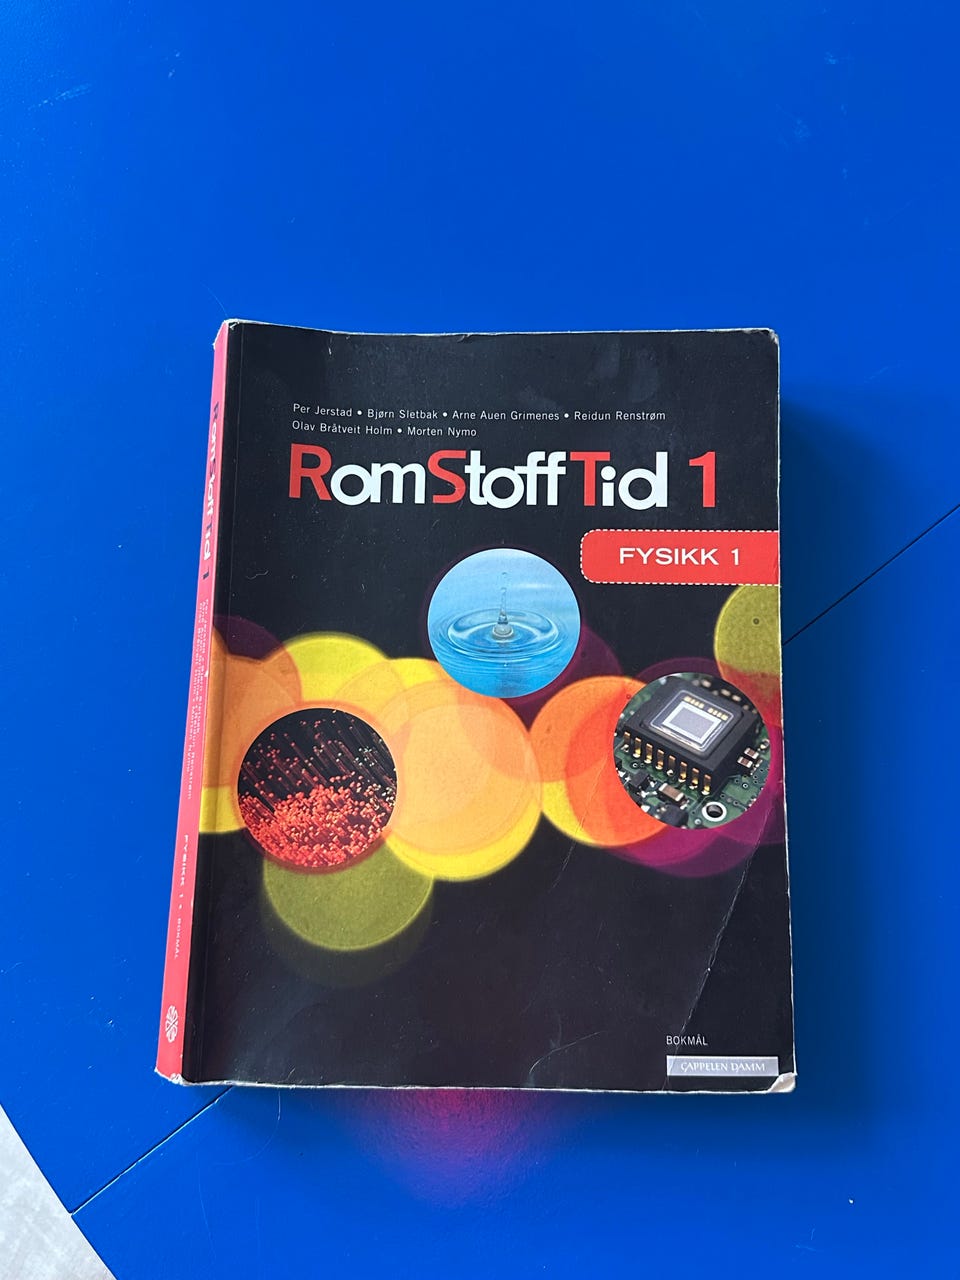 Per Jerstad • Bjørn Sletbak • Arne Auen Grimenes • Reidun Renstrøm
Olav Bråtveit Holm • Morten Nymo
RomStoffTid 1
FYSIKK 1
BOKMÅL
CAPPELEN DAMM
RomStoffTid 1
FYSIKK 1 • BOKMÅL